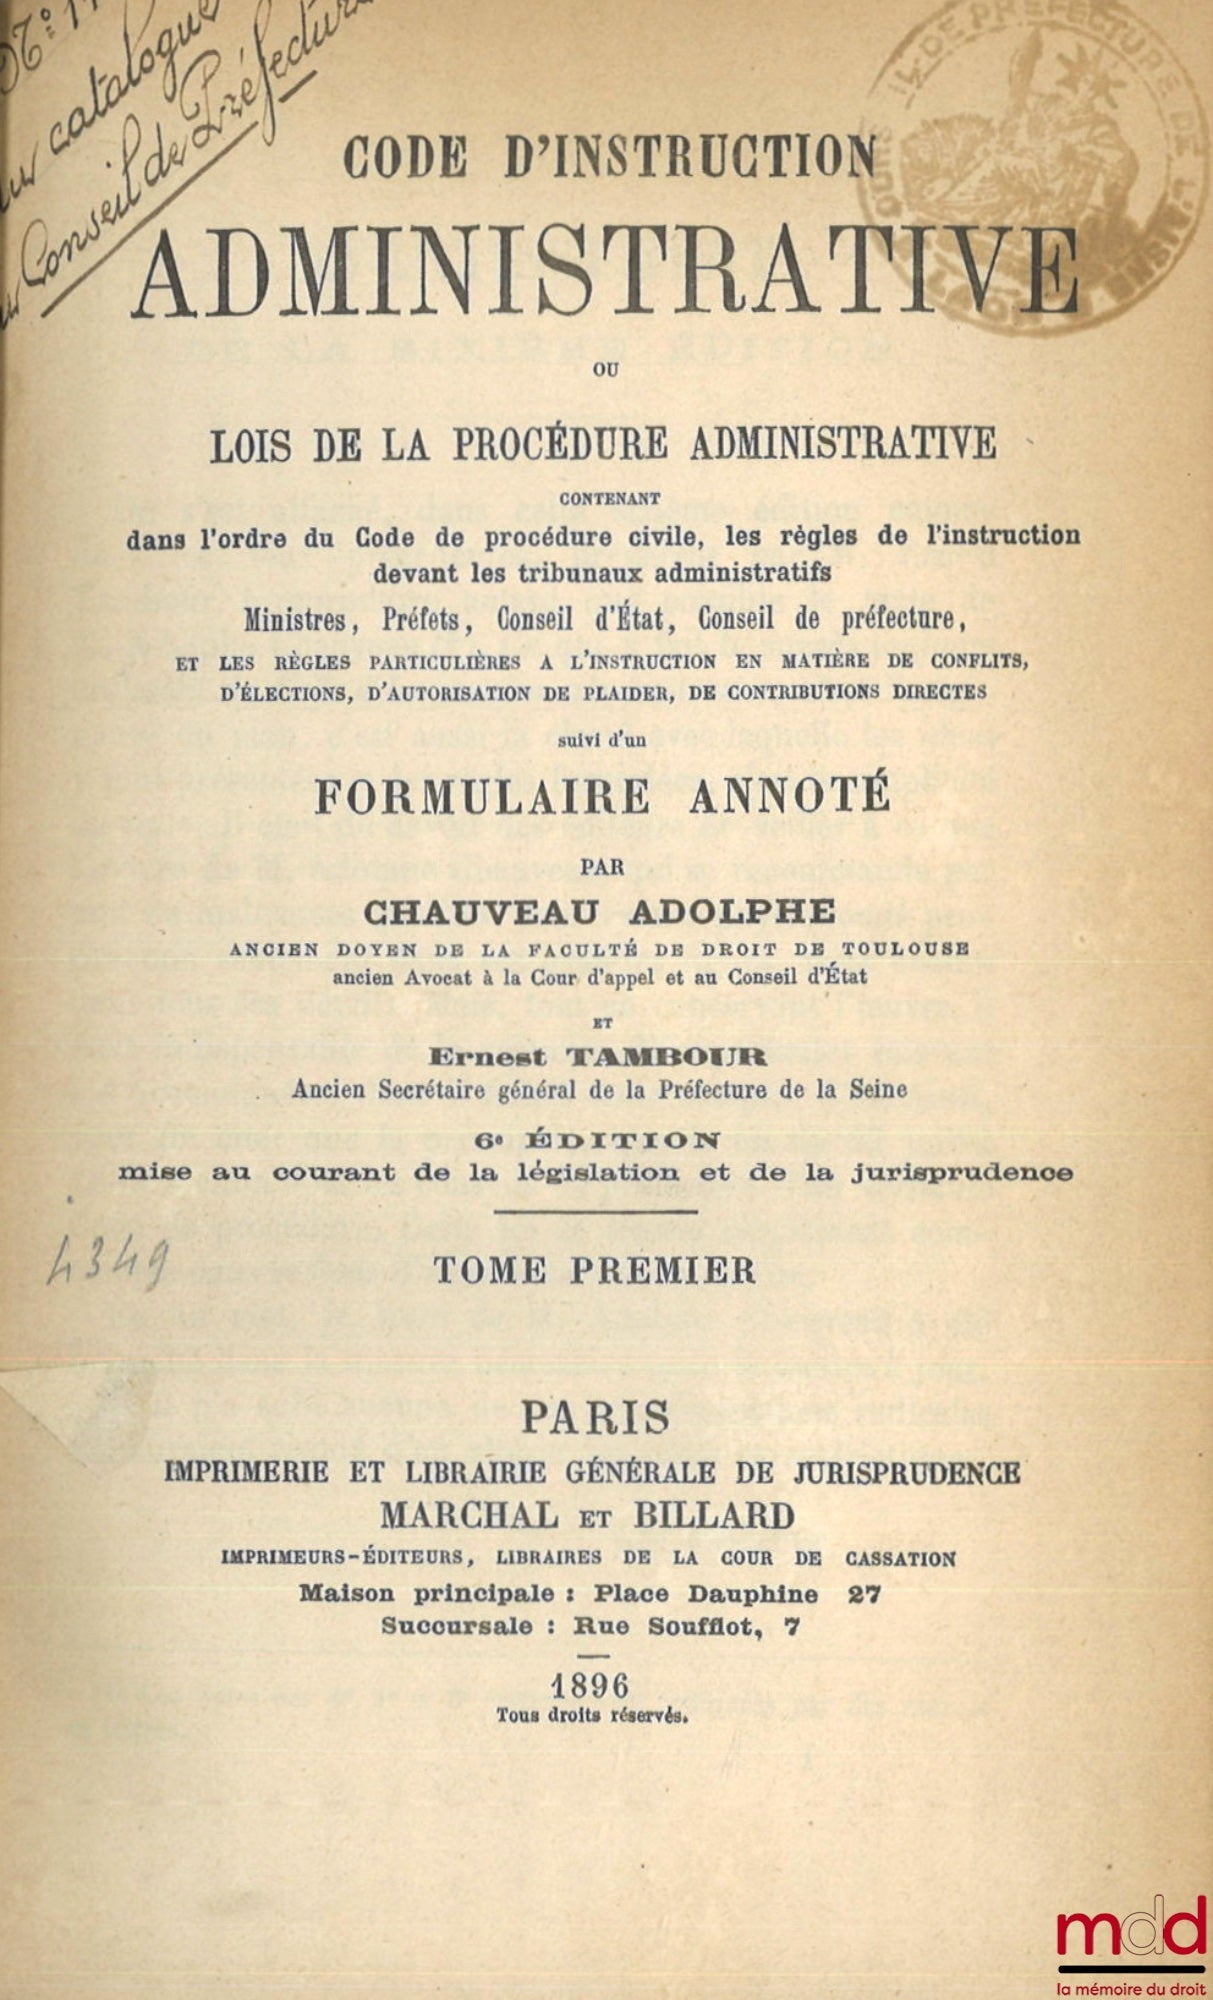 catalogue
Conseil de Préfecture
CODE D'INSTRUCTION
ADMINISTRATIVE
OU
LOIS DE LA PROCÉDURE ADMINISTRATIVE
CONTENANT
dans l'ordre du Code de procédure civile, les règles de l'instruction
devant les tribunaux administratifs
Ministres, Préfets, Conseil d'État, Conseil de préfecture,
ET LES RÈGLES PARTICULIÈRES A L'INSTRUCTION EN MATIÈRE DE CONFLITS,
D'ÉLECTIONS, D'AUTORISATION DE PLAIDER, DE CONTRIBUTIONS DIRECTES
suivi d'un
FORMULAIRE ANNOTÉ
PAR
CHAUVEAU ADOLPHE
ANCIEN DOYEN DE LA FACULTÉ DE DROIT DE TOULOUSE
ancien Avocat à la Cour d'appel et au Conseil d'État
ET
Ernest TAMBOUR
Ancien Secrétaire général de la Préfecture de la Seine
6e ÉDITION
mise au courant de la législation et de la jurisprudence
4349
TOME PREMIER
PARIS
IMPRIMERIE ET LIBRAIRIE GÉNÉRALE DE JURISPRUDENCE
MARCHAL ET BILLARD
IMPRIMEURS-ÉDITEURS, LIBRAIRES DE LA COUR DE CASSATION
Maison principale : Place Dauphine 27
Succursale : Rue Soufflot, 7
1896
Tous droits réservés.
mdd
la mémoire du droit